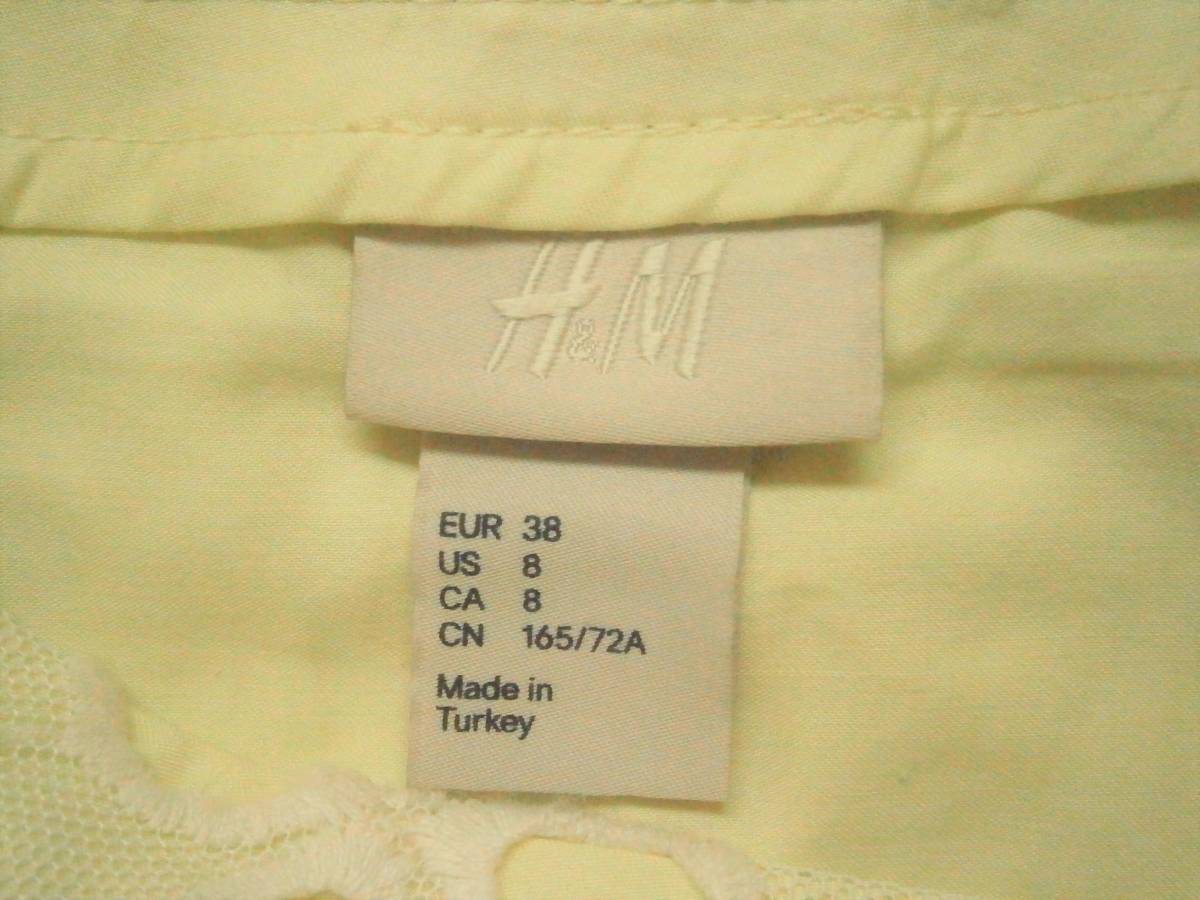 H&M
EUR 38
US 8
CA 8
CN 165/72A
Made in
Turkey